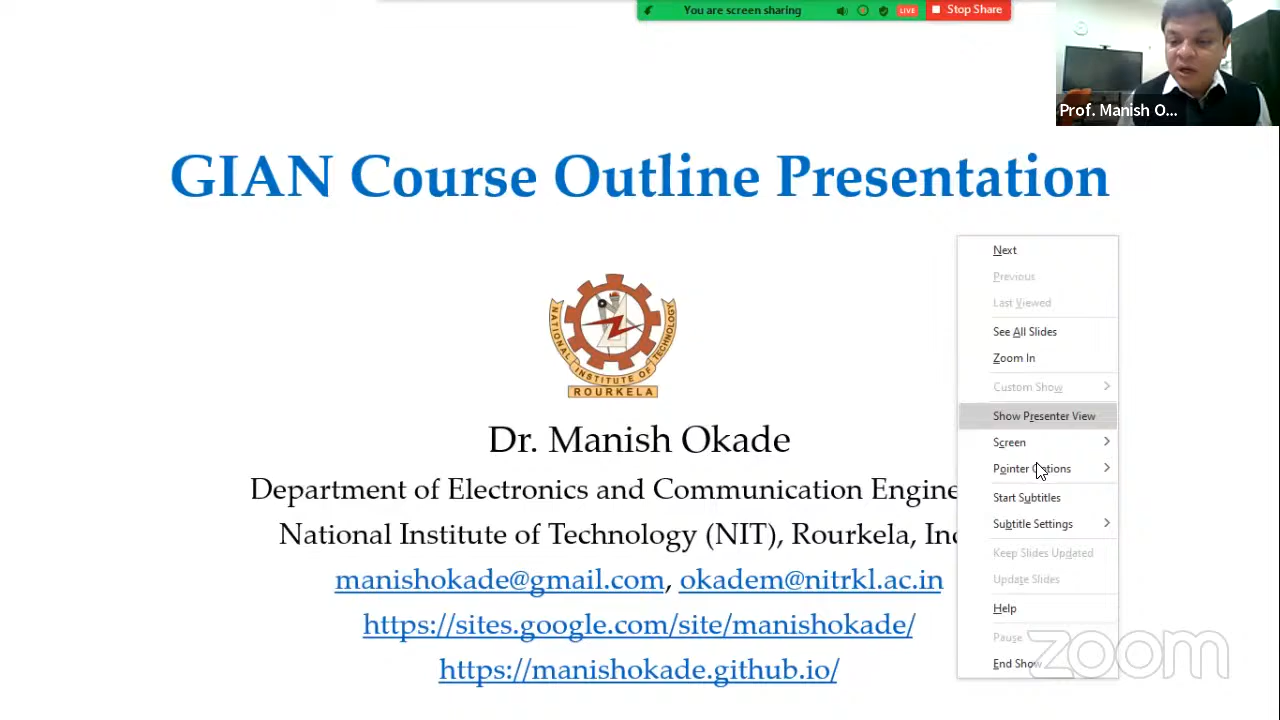 You are screen sharing
LIVE
Stop Share
Prof. Manish O...
GIAN Course Outline Presentation
NATIONAL INSTITUTE OF TECHNOLOGY
ROURKELA
Dr. Manish Okade
Department of Electronics and Communication Engine
National Institute of Technology (NIT), Rourkela, Inc
manishokade@gmail.com, okadem@nitrkl.ac.in
https://sites.google.com/site/manishokade/
https://manishokade.github.io/
Next
Previous
Last Viewed
See All Slides
Zoom In
Custom Show
Show Presenter View
Screen
Pointer Options
Start Subtitles
Subtitle Settings
Keep Slides Updated
Update Slides
Help
Pause
End Show
zoom